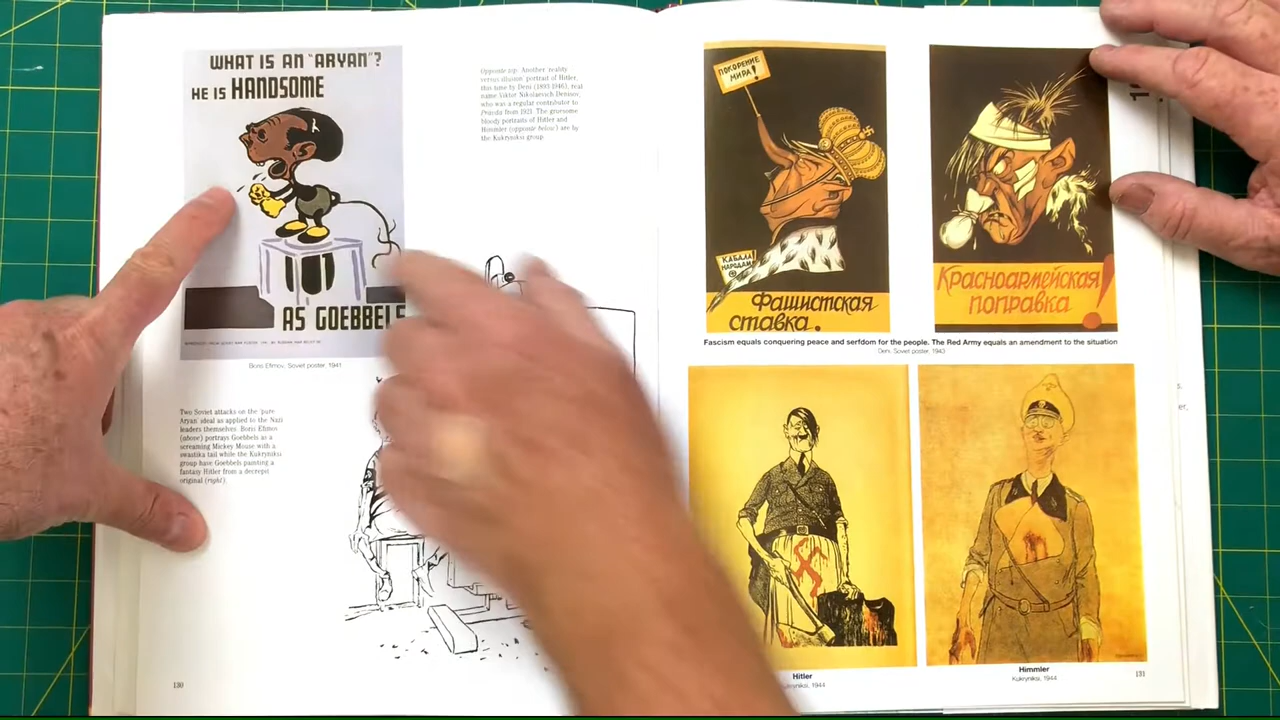 WHAT IS AN "ARYAN"?
HE IS HANDSOME
AS GOEBBELS
Boris Efimov, Soviet poster, 1941
Two Soviet attacks on the 'pure
Aryan' ideal as applied to the Nazi
leaders themselves. Boris Efimov
(above) portrays Goebbels as a
screaming Mickey Mouse with a
swastika tail while the Kukryniksi
group have Goebbels painting a
fantasy Hitler from a decrepit
original (right).
130
Opposite top: Another 'reality
versus illusion' portrait of Hitler,
this time by Deni (1893-1946), real
name Viktor Nikolaevich Denisov,
who was a regular contributor to
Pravda from 1921. The gruesome
bloody portraits of Hitler and
Himmler (opposite below) are by
the Kukryniksi group.
ПОКОРЕНИЕ
МИРА!
КАБАЛА
НАРОДАМ
Фашистская
ставка.
Красноармейская
поправка!
Fascism equals conquering peace and serfdom for the people. The Red Army equals an amendment to the situation
Deni, Soviet poster, 1943
Hitler
1944
Himmler
Kukryniksi, 1944
131